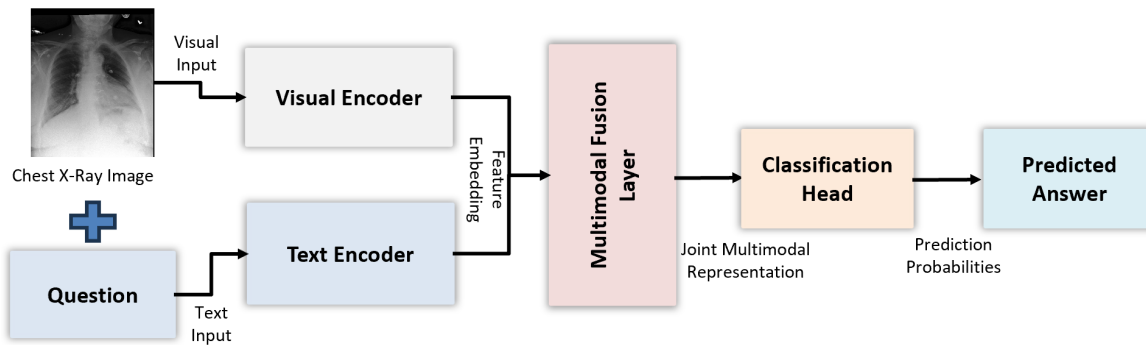 Visual
Input
Visual Encoder
Chest X-Ray Image
Question
Text
Input
Text Encoder
Feature
Embedding
Multimodal Fusion
Layer
Joint Multimodal
Representation
Classification
Head
Prediction
Probabilities
Predicted
Answer